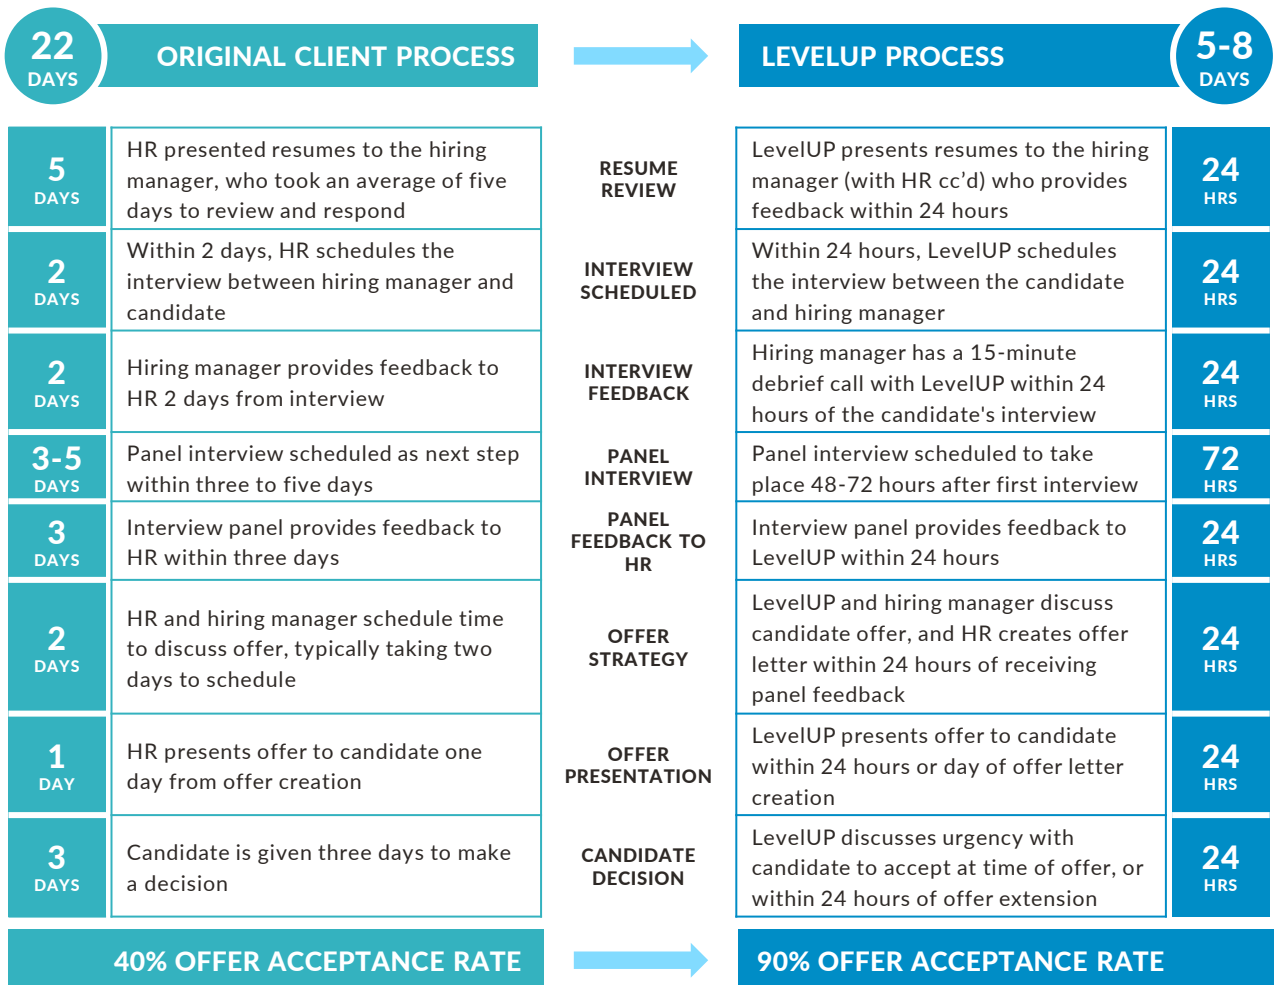 22
DAYS
ORIGINAL CLIENT PROCESS
LEVELUP PROCESS
5-8
DAYS
5
DAYS
HR presented resumes to the hiring
manager, who took an average of five
days to review and respond
RESUME
REVIEW
LevelUP presents resumes to the hiring
manager (with HR cc’d) who provides
feedback within 24 hours
24
HRS
2
DAYS
Within 2 days, HR schedules the
interview between hiring manager and
candidate
INTERVIEW
SCHEDULED
Within 24 hours, LevelUP schedules
the interview between the candidate
and hiring manager
24
HRS
2
DAYS
Hiring manager provides feedback to
HR 2 days from interview
INTERVIEW
FEEDBACK
Hiring manager has a 15-minute
debrief call with LevelUP within 24
hours of the candidate's interview
24
HRS
3-5
DAYS
Panel interview scheduled as next step
within three to five days
PANEL
INTERVIEW
Panel interview scheduled to take
place 48-72 hours after first interview
72
HRS
3
DAYS
Interview panel provides feedback to
HR within three days
PANEL
FEEDBACK TO
HR
Interview panel provides feedback to
LevelUP within 24 hours
24
HRS
2
DAYS
HR and hiring manager schedule time
to discuss offer, typically taking two
days to schedule
OFFER
STRATEGY
LevelUP and hiring manager discuss
candidate offer, and HR creates offer
letter within 24 hours of receiving
panel feedback
24
HRS
1
DAY
HR presents offer to candidate one
day from offer creation
OFFER
PRESENTATION
LevelUP presents offer to candidate
within 24 hours or day of offer letter
creation
24
HRS
3
DAYS
Candidate is given three days to make
a decision
CANDIDATE
DECISION
LevelUP discusses urgency with
candidate to accept at time of offer, or
within 24 hours of offer extension
24
HRS
40% OFFER ACCEPTANCE RATE
90% OFFER ACCEPTANCE RATE